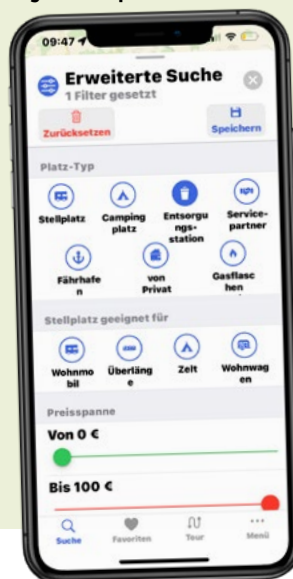 09:47
Erweiterte Suche
1 Filter gesetzt
Zurücksetzen
Speichern
Platz-Typ
Stellplatz
Camping
platz
Entsorgu
ngs-
station
Service-
partner
Fährhafe
n
von
Privat
Gasflasc
hen
Stellplatz geeignet für
Wohnmo
bil
Überläng
e
Zelt
Wohnwag
en
Preisspanne
Von 0 €
Bis 100 €
Suche
Favoriten
Tour
Menü